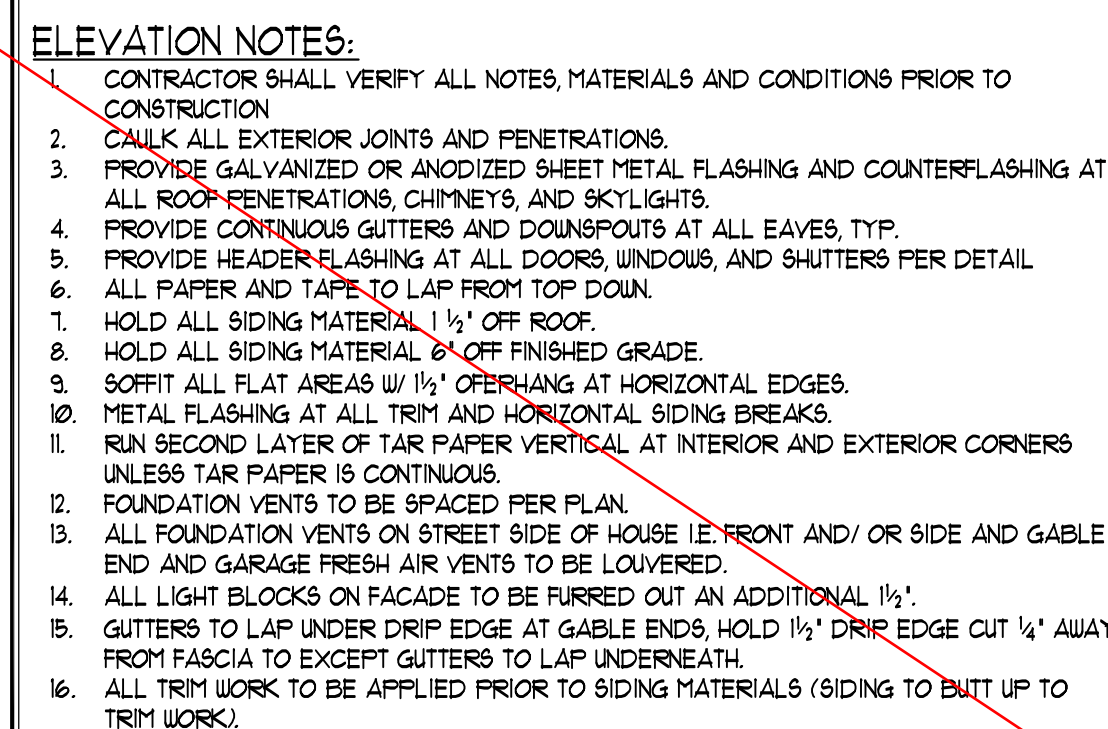 ELEVATION NOTES:
1. CONTRACTOR SHALL VERIFY ALL NOTES, MATERIALS AND CONDITIONS PRIOR TO
CONSTRUCTION
2. CAULK ALL EXTERIOR JOINTS AND PENETRATIONS.
3. PROVIDE GALVANIZED OR ANODIZED SHEET METAL FLASHING AND COUNTERFLASHING AT
ALL ROOF PENETRATIONS, CHIMNEYS, AND SKYLIGHTS.
4. PROVIDE CONTINUOUS GUTTERS AND DOWNSPOUTS AT ALL EAVES, TYP.
5. PROVIDE HEADER FLASHING AT ALL DOORS, WINDOWS, AND SHUTTERS PER DETAIL
6. ALL PAPER AND TAPE TO LAP FROM TOP DOWN.
7. HOLD ALL SIDING MATERIAL 1 ½" OFF ROOF.
8. HOLD ALL SIDING MATERIAL 6" OFF FINISHED GRADE.
9. SOFFIT ALL FLAT AREAS W/ 1½" OFERHANG AT HORIZONTAL EDGES.
10. METAL FLASHING AT ALL TRIM AND HORIZONTAL SIDING BREAKS.
11. RUN SECOND LAYER OF TAR PAPER VERTICAL AT INTERIOR AND EXTERIOR CORNERS
UNLESS TAR PAPER IS CONTINUOUS.
12. FOUNDATION VENTS TO BE SPACED PER PLAN.
13. ALL FOUNDATION VENTS ON STREET SIDE OF HOUSE I.E. FRONT AND/ OR SIDE AND GABLE
END AND GARAGE FRESH AIR VENTS TO BE LOUVERED.
14. ALL LIGHT BLOCKS ON FACADE TO BE FURRED OUT AN ADDITIONAL 1½".
15. GUTTERS TO LAP UNDER DRIP EDGE AT GABLE ENDS, HOLD 1½" DRIP EDGE CUT ¼" AWAY
FROM FASCIA TO EXCEPT GUTTERS TO LAP UNDERNEATH.
16. ALL TRIM WORK TO BE APPLIED PRIOR TO SIDING MATERIALS (SIDING TO BUTT UP TO
TRIM WORK).